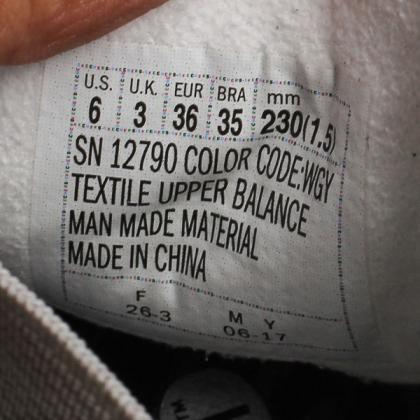 U.S. U.K. EUR BRA mm
6 3 36 35 230(1.5)
SN 12790 COLOR CODE:WGY
TEXTILE UPPER BALANCE
MAN MADE MATERIAL
MADE IN CHINA
F M Y
26-3 06-17
TM